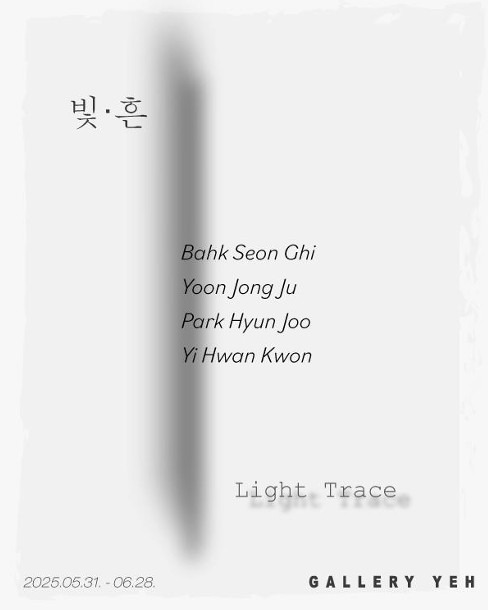 빛·흔
Bahk Seon Ghi
Yoon Jong Ju
Park Hyun Joo
Yi Hwan Kwon
Light Trace
2025.05.31. - 06.28.
GALLERY YEH